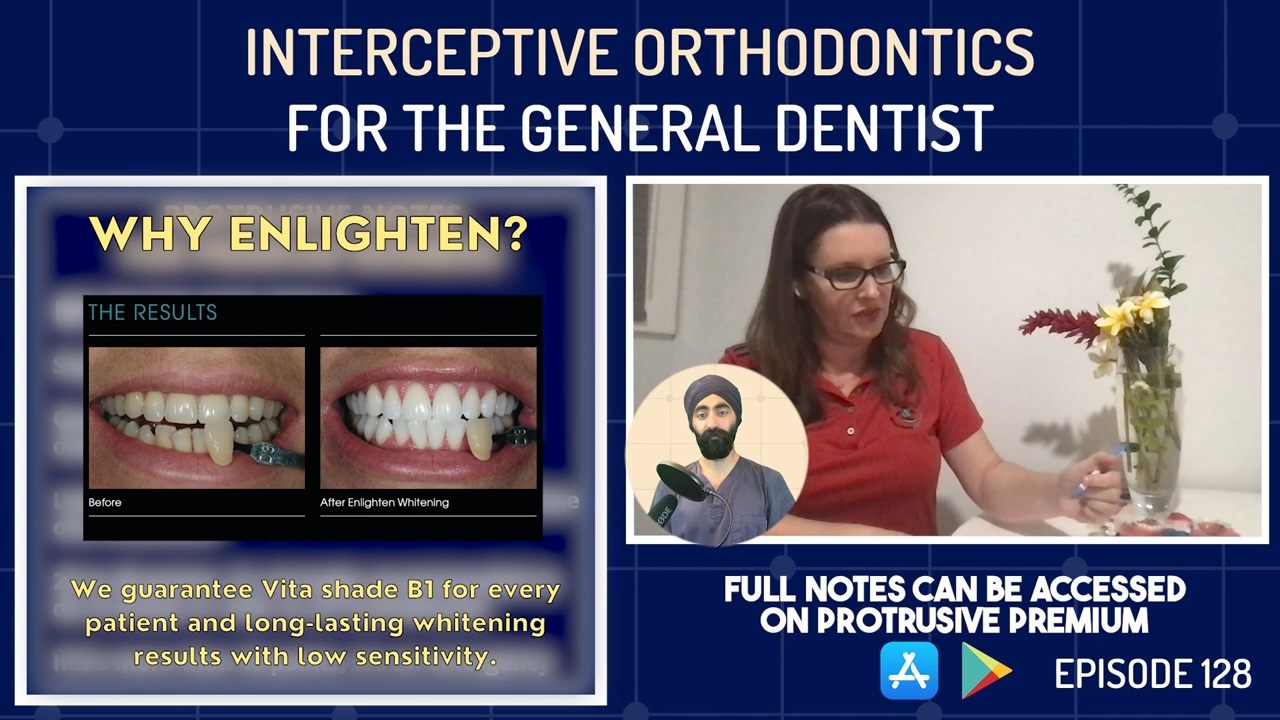 INTERCEPTIVE ORTHODONTICS
FOR THE GENERAL DENTIST
WHY ENLIGHTEN?
THE RESULTS
Before
After Enlighten Whitening
We guarantee Vita shade B1 for every
patient and long-lasting whitening
results with low sensitivity.
FULL NOTES CAN BE ACCESSED
ON PROTRUSIVE PREMIUM
EPISODE 128